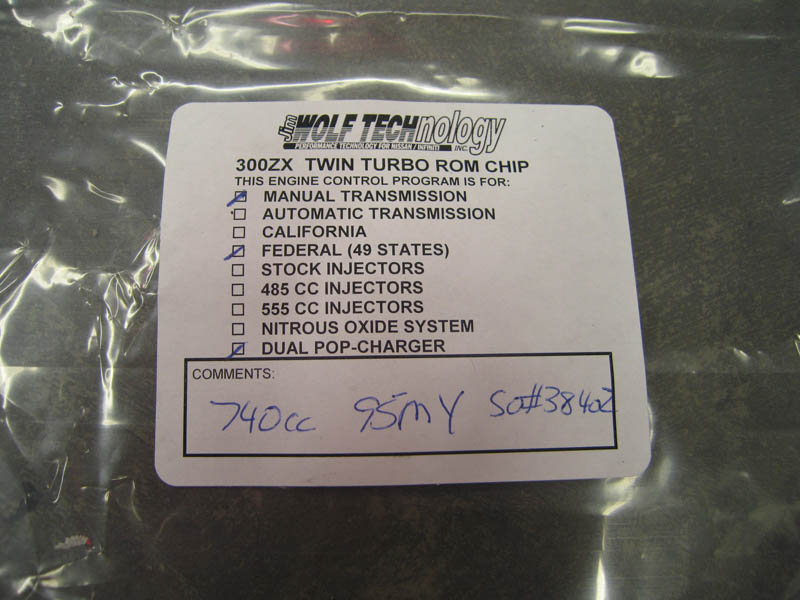 Jim WOLF TECHnology INC.
PERFORMANCE TECHNOLOGY FOR NISSAN / INFINITI
300ZX TWIN TURBO ROM CHIP
THIS ENGINE CONTROL PROGRAM IS FOR:
MANUAL TRANSMISSION
AUTOMATIC TRANSMISSION
CALIFORNIA
FEDERAL (49 STATES)
STOCK INJECTORS
485 CC INJECTORS
555 CC INJECTORS
NITROUS OXIDE SYSTEM
DUAL POP-CHARGER
COMMENTS:
740cc 95MY SO#38402